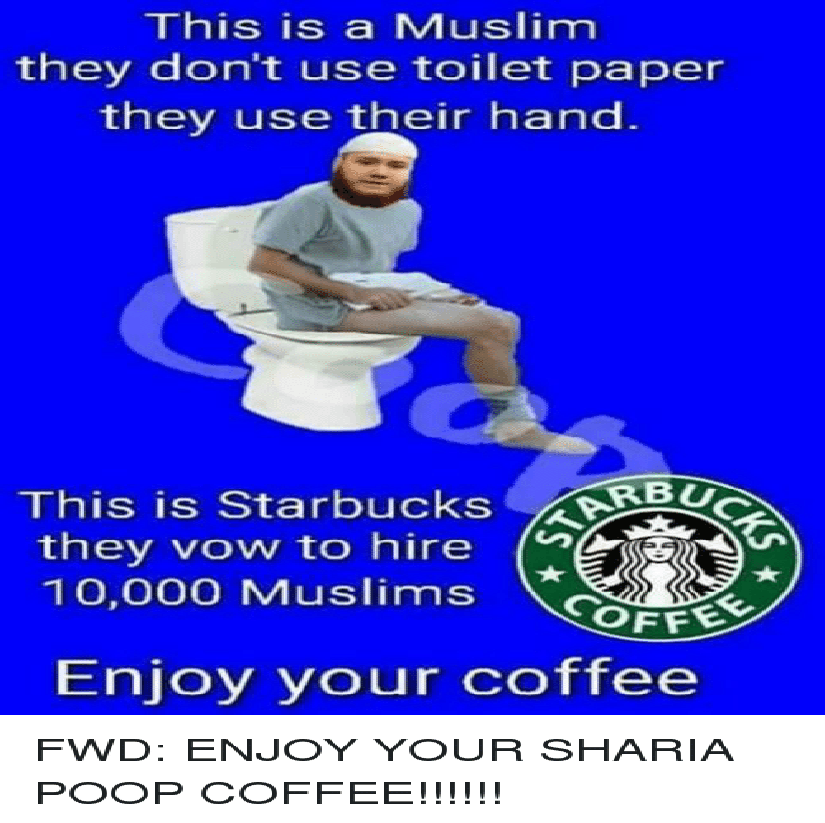 This is a Muslim
they don't use toilet paper
they use their hand.
This is Starbucks
they vow to hire
10,000 Muslims
STARBUCKS
COFFEE
Enjoy your coffee
FWD: ENJOY YOUR SHARIA
POOP COFFEE!!!!!!